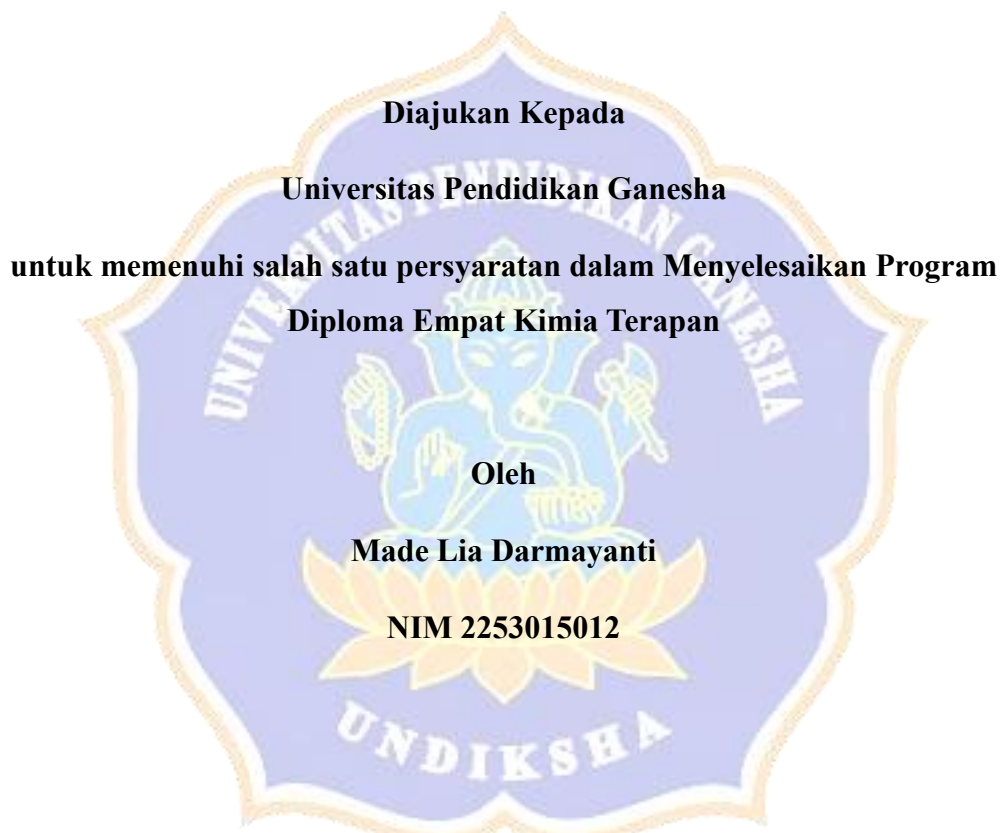 Diajukan Kepada
Universitas Pendidikan Ganesha
UNIVERSITAS PENDIDIKAN GANESHA
untuk memenuhi salah satu persyaratan dalam Menyelesaikan Program
Diploma Empat Kimia Terapan
Oleh
Made Lia Darmayanti
NIM 2253015012
UNDIKSHA